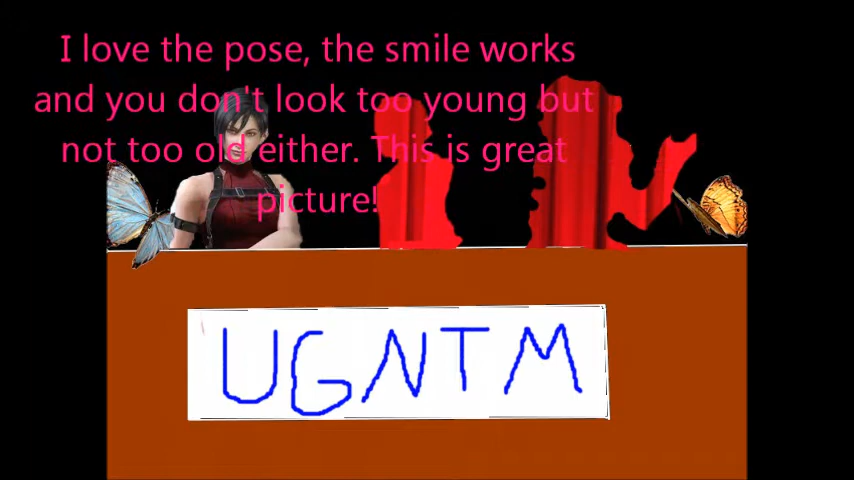 I love the pose, the smile works
and you don't look too young but
not too old either. This is great
picture!
UGNTM